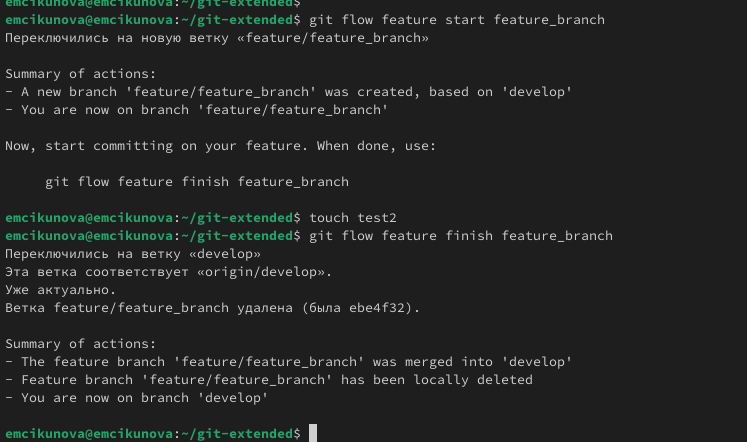 emcikunova@emcikunova:~/git-extended$
emcikunova@emcikunova:~/git-extended$ git flow feature start feature_branch
Переключились на новую ветку «feature/feature_branch»
Summary of actions:
- A new branch 'feature/feature_branch' was created, based on 'develop'
- You are now on branch 'feature/feature_branch'
Now, start committing on your feature. When done, use:
git flow feature finish feature_branch
emcikunova@emcikunova:~/git-extended$ touch test2
emcikunova@emcikunova:~/git-extended$ git flow feature finish feature_branch
Переключились на ветку «develop»
Эта ветка соответствует «origin/develop».
Уже актуально.
Ветка feature/feature_branch удалена (была ebe4f32).
Summary of actions:
- The feature branch 'feature/feature_branch' was merged into 'develop'
- Feature branch 'feature/feature_branch' has been locally deleted
- You are now on branch 'develop'
emcikunova@emcikunova:~/git-extended$